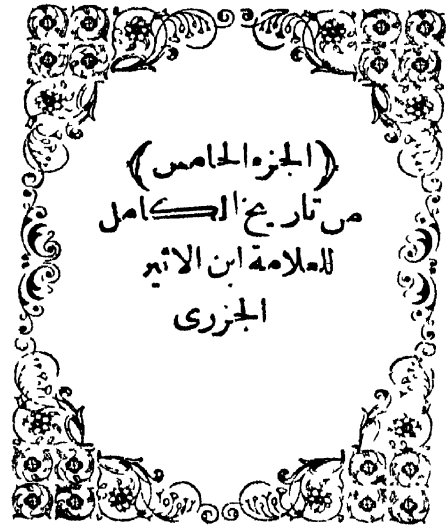 (الجزء الخامس)
من تاريخ الكامل
للعلامة ابن الاثير
الجزرى